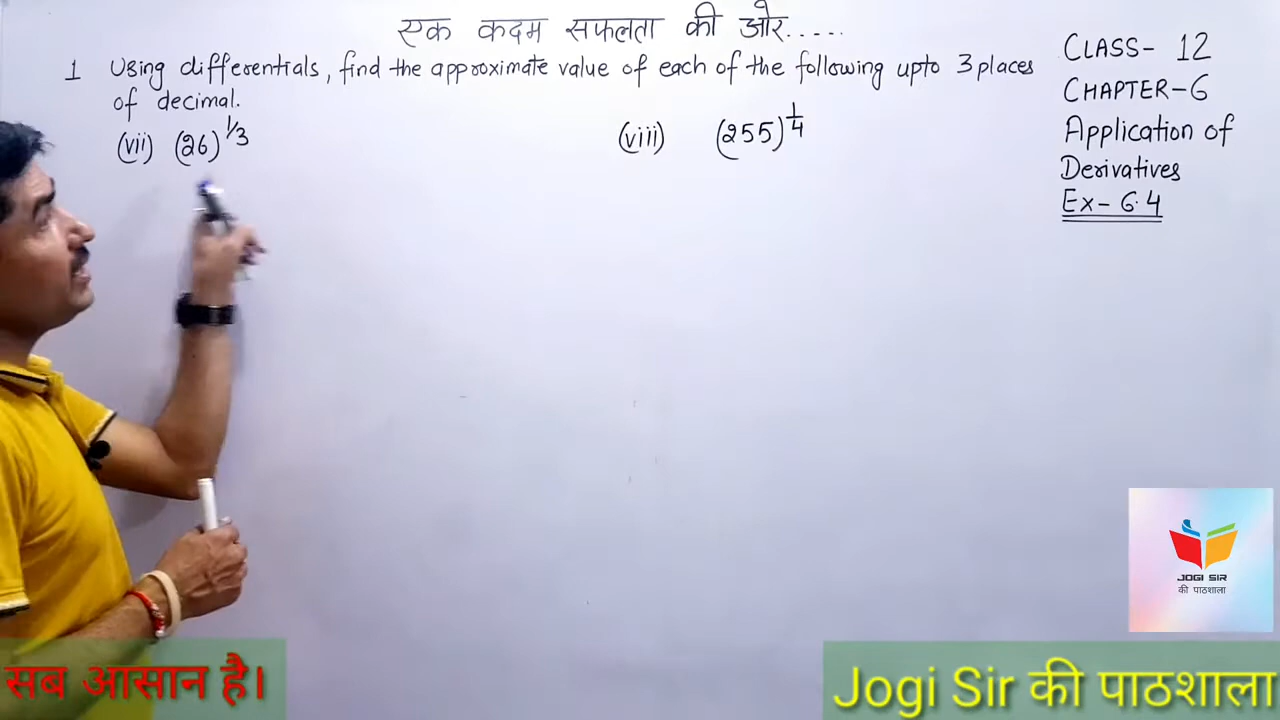 एक कदम सफलता की ओर.....
1 Using differentials, find the approximate value of each of the following upto 3 places
of decimal.
(vii) (26)^1/3
(viii) (255)^1/4
CLASS- 12
CHAPTER-6
Application of
Derivatives
Ex- 6.4
JOGI SIR
की पाठशाला
सब आसान है।
Jogi Sir की पाठशाला